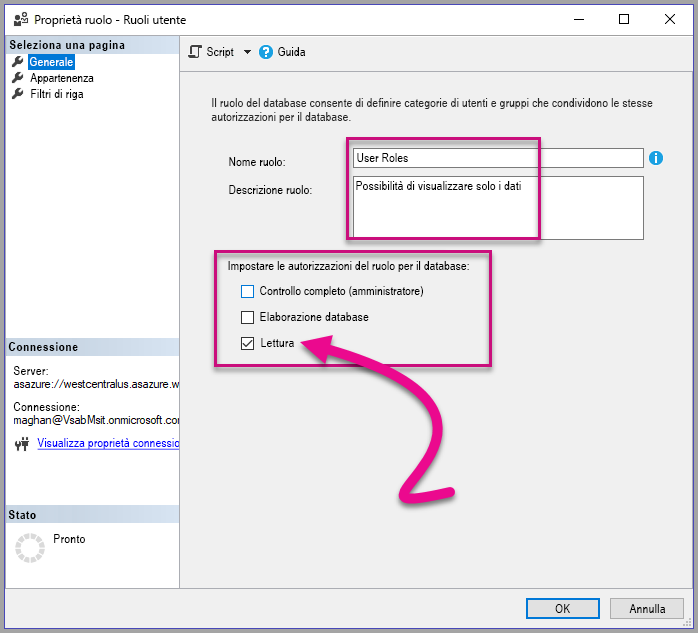 Proprietà ruolo - Ruoli utente
Seleziona una pagina
Generale
Appartenenza
Filtri di riga
Script
Guida
Il ruolo del database consente di definire categorie di utenti e gruppi che condividono le stesse
autorizzazioni per il database.
Nome ruolo:
User Roles
Descrizione ruolo:
Possibilità di visualizzare solo i dati
Impostare le autorizzazioni del ruolo per il database:
Controllo completo (amministratore)
Elaborazione database
Lettura
Connessione
Server:
asazure://westcentralus.asazure.w
Connessione:
maghan@VsabMsit.onmicrosoft.co
Visualizza proprietà connessio
Stato
Pronto
OK
Annulla